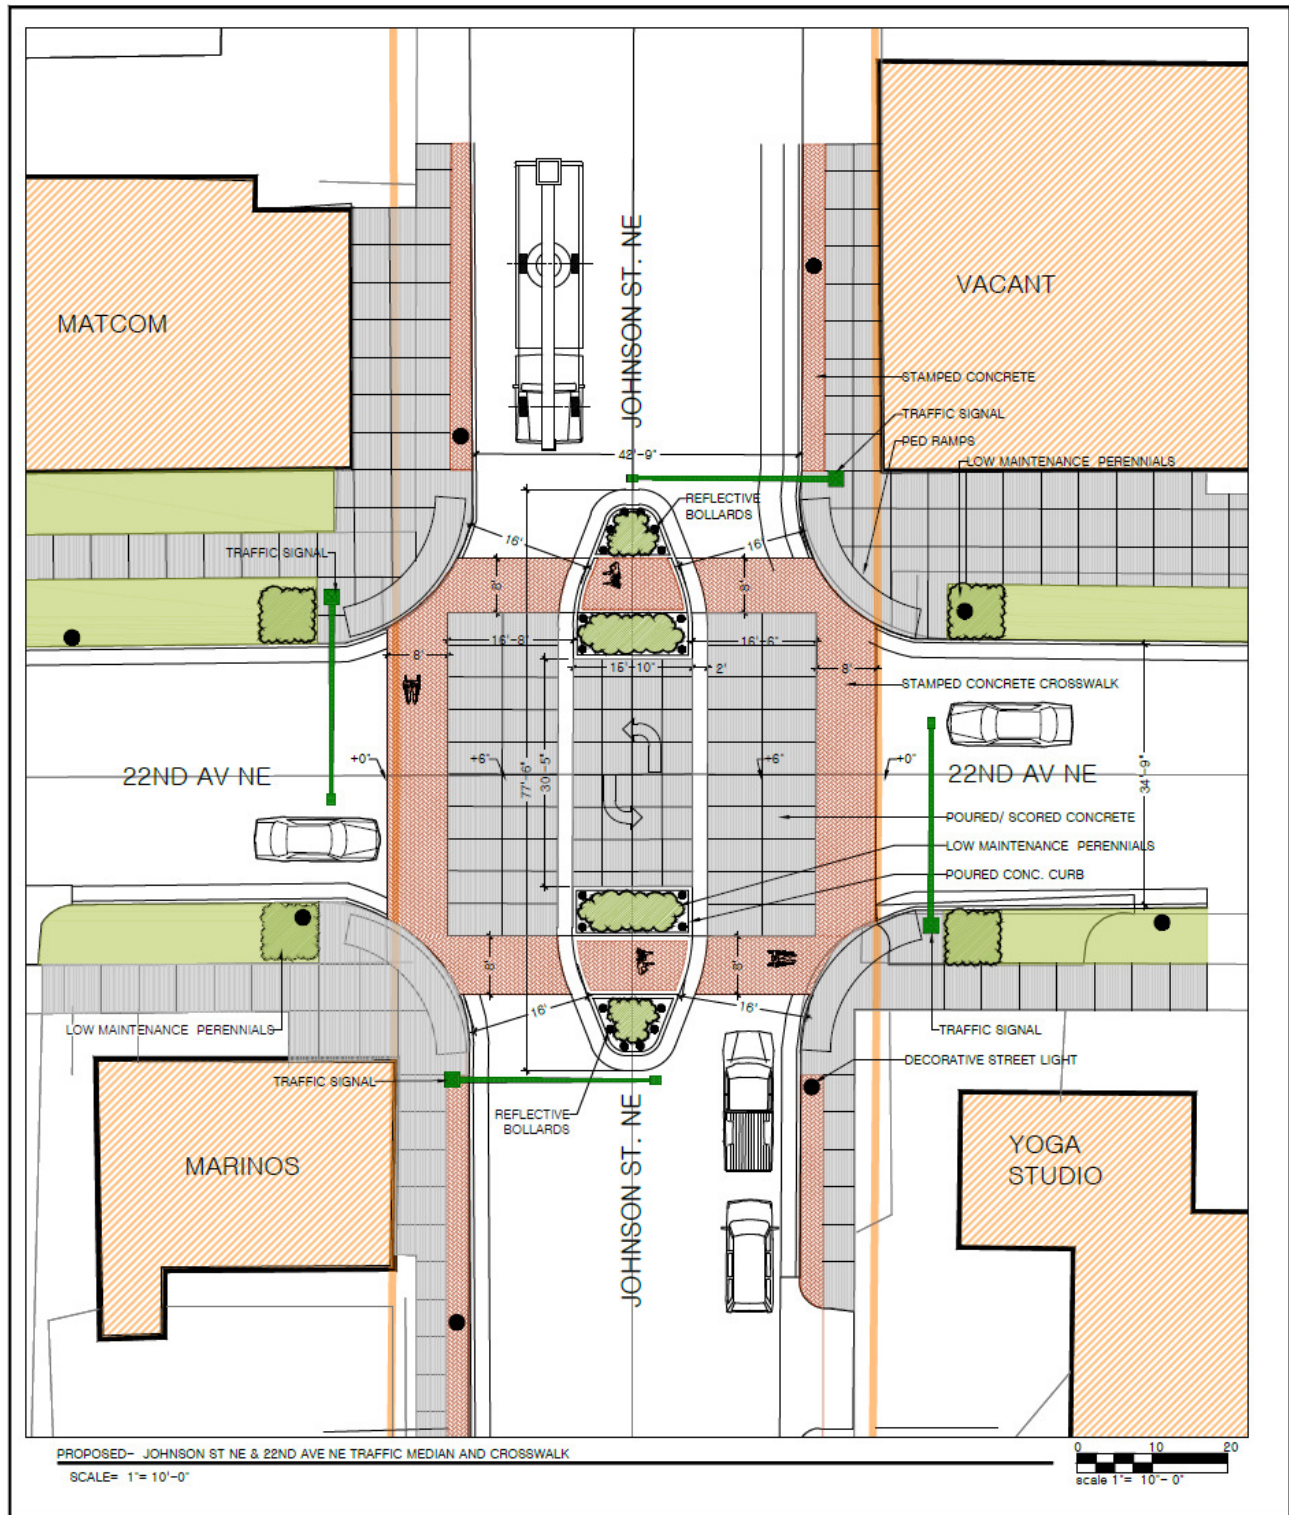 JOHNSON ST. NE
MATCOM
VACANT
STAMPED CONCRETE
TRAFFIC SIGNAL
PED RAMPS
42'-9"
LOW MAINTENANCE PERENNIALS
REFLECTIVE
BOLLARDS
16'
16'
TRAFFIC SIGNAL
8'
8'
16'-8"
16'-6"
8'
15'-10"
2'
8'
STAMPED CONCRETE CROSSWALK
+0"
+6"
77'-6"
30'-5"
+6"
+0"
22ND AV NE
22ND AV NE
34'-9"
POURED/ SCORED CONCRETE
LOW MAINTENANCE PERENNIALS
POURED CONC. CURB
8'
8'
16'
16'
LOW MAINTENANCE PERENNIALS
TRAFFIC SIGNAL
DECORATIVE STREET LIGHT
TRAFFIC SIGNAL
REFLECTIVE
BOLLARDS
JOHNSON ST. NE
MARINOS
YOGA
STUDIO
PROPOSED- JOHNSON ST NE & 22ND AVE NE TRAFFIC MEDIAN AND CROSSWALK
SCALE= 1"= 10'-0"
0 10 20
scale 1"= 10"- 0"